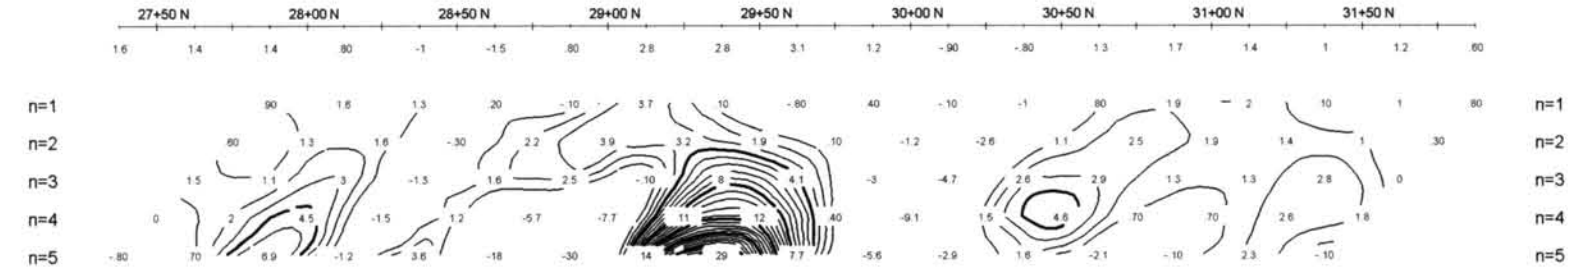 27+50 N 28+00 N 28+50 N 29+00 N 29+50 N 30+00 N 30+50 N 31+00 N 31+50 N
1.6 1.4 1.4 .80 -1 -1.5 .80 2.8 2.8 3.1 1.2 -.90 -.80 1.3 1.7 1.4 1 1.2 .60
n=1 .90 1.6 1.3 .20 -.10 3.7 .10 -.80 .40 -.10 -1 .80 1.9 2 .10 1 .80 n=1
n=2 .60 1.3 1.6 -.30 2.2 3.9 3.2 1.9 .10 -1.2 -2.6 1.1 2.5 1.9 1.4 1 .30 n=2
n=3 1.5 1.1 3 -1.3 1.6 2.5 -.10 8 4.1 -3 -4.7 2.6 2.9 1.3 1.3 2.8 0 n=3
n=4 0 2 4.5 -1.5 1.2 -5.7 -7.7 11 12 .40 -9.1 1.5 4.6 .70 .70 2.6 1.8 n=4
n=5 -.80 .70 6.9 -1.2 3.6 -18 -30 14 29 7.7 -5.6 -2.9 1.6 -2.1 -.10 2.3 -.10 n=5